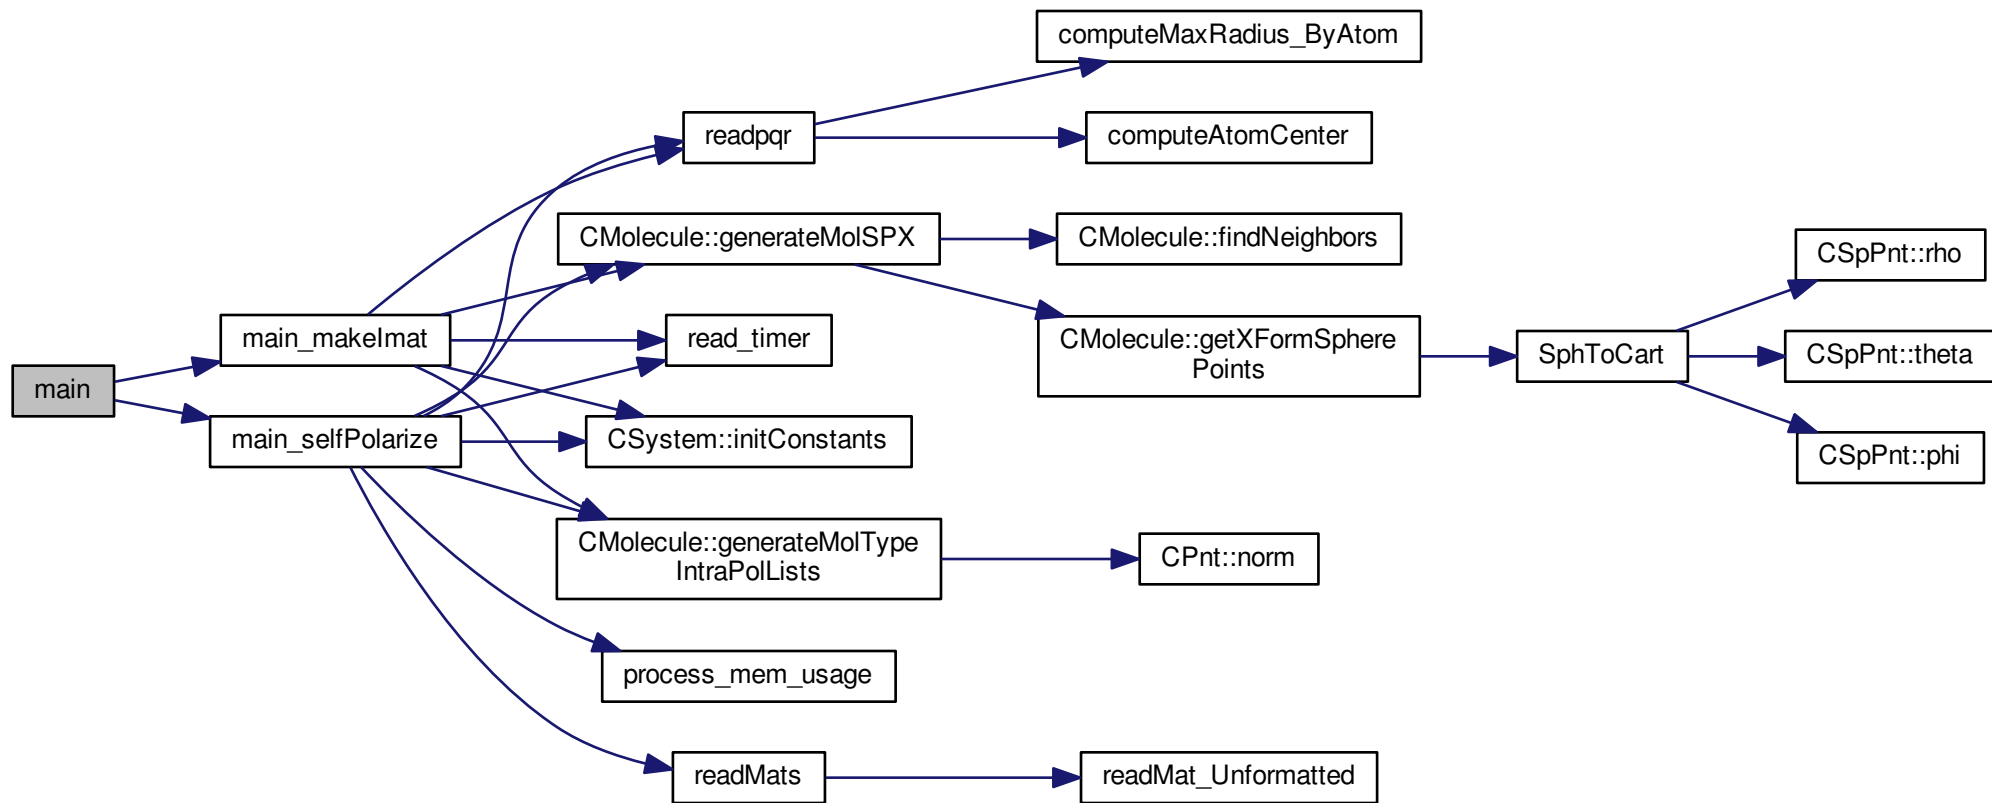 computeMaxRadius_ByAtom
readpqr
computeAtomCenter
CMolecule::generateMolSPX
CMolecule::findNeighbors
CSpPnt::rho
main_makeImat
read_timer
CMolecule::getXFormSphere
Points
SphToCart
CSpPnt::theta
main
main_selfPolarize
CSystem::initConstants
CSpPnt::phi
CMolecule::generateMolType
IntraPolLists
CPnt::norm
process_mem_usage
readMats
readMat_Unformatted